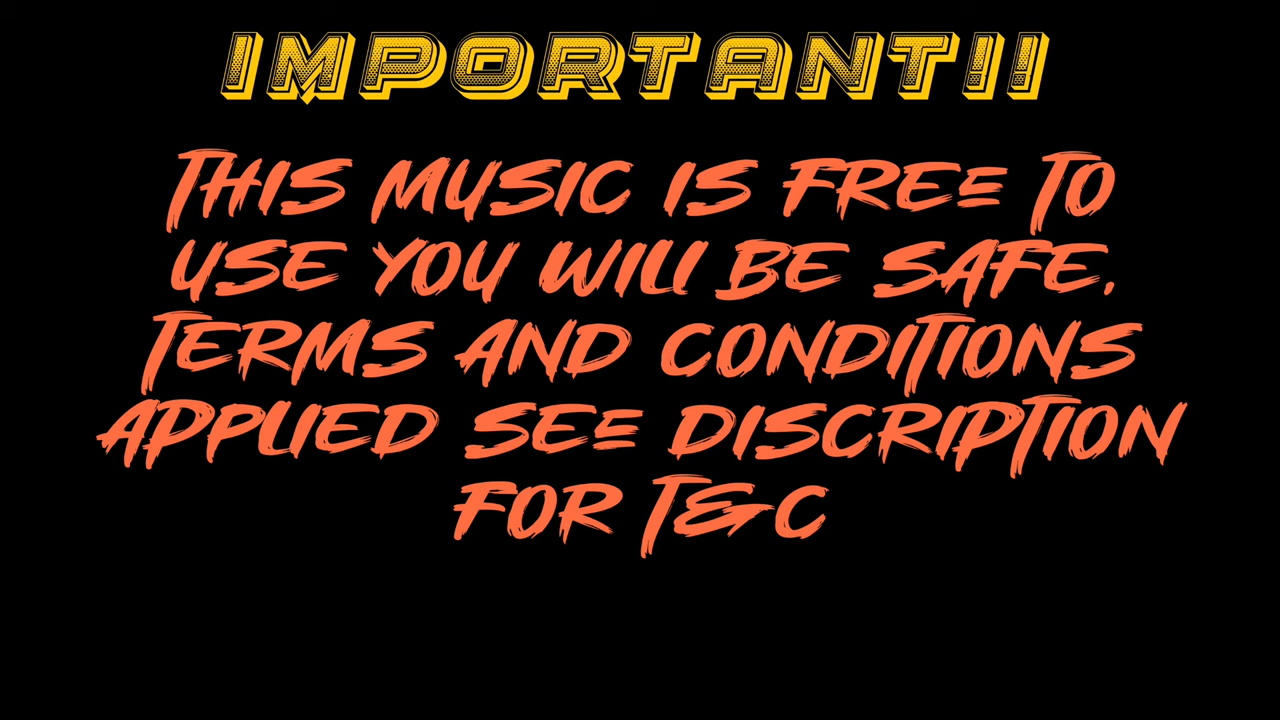 IMPORTANT!!
THIS MUSIC IS FREE TO
USE YOU WILL BE SAFE.
TERMS AND CONDITIONS
APPLIED SEE DISCRIPTION
FOR T&C